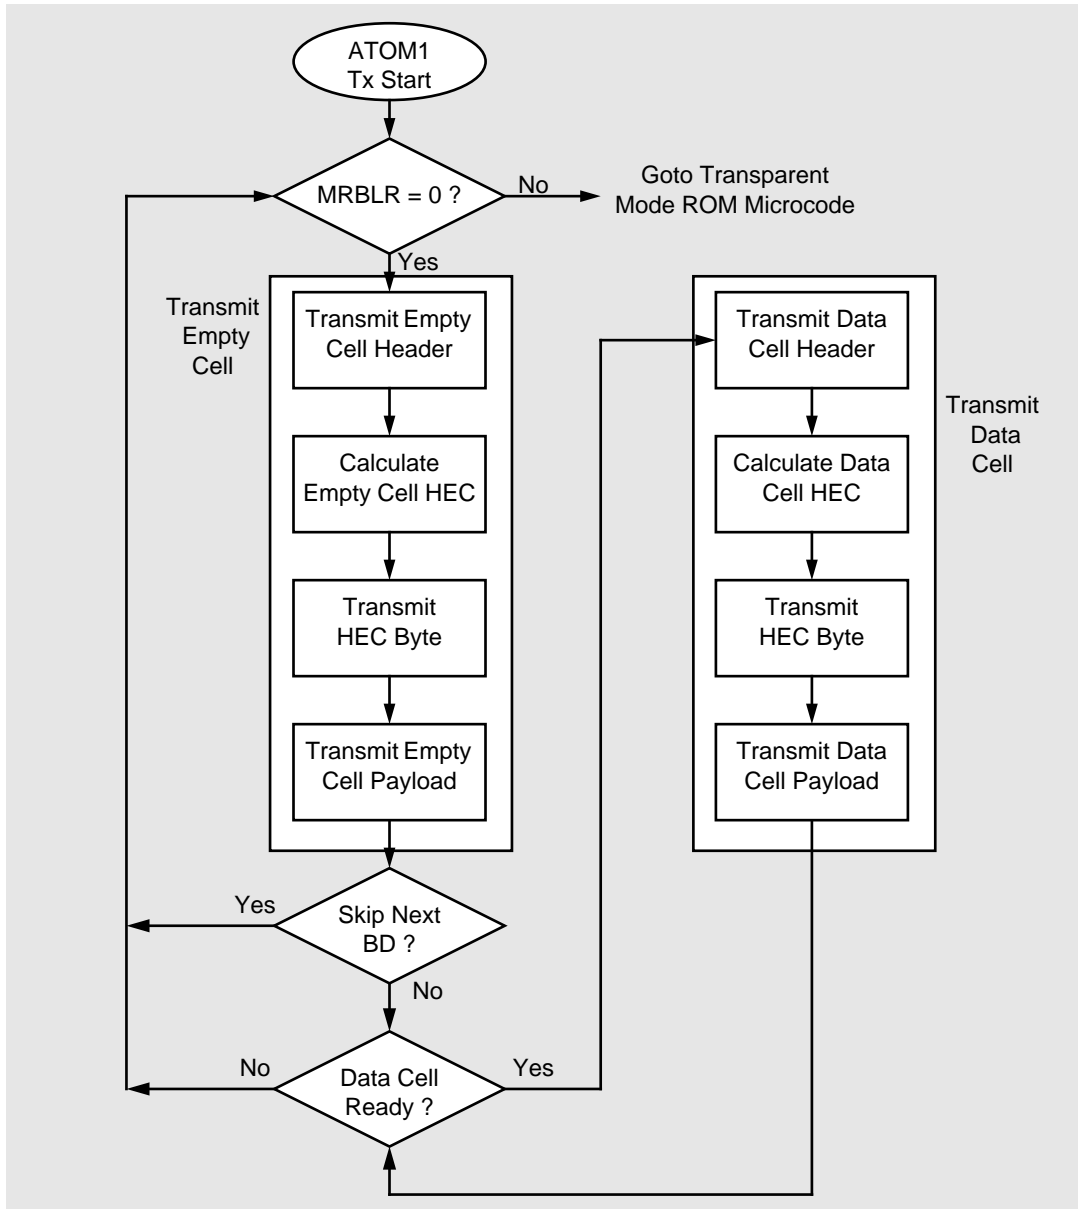 ATOM1
Tx Start
MRBLR = 0 ?
No
Goto Transparent
Mode ROM Microcode
Yes
Transmit
Empty
Cell
Transmit Empty
Cell Header
Calculate
Empty Cell HEC
Transmit
HEC Byte
Transmit Empty
Cell Payload
Transmit Data
Cell Header
Calculate Data
Cell HEC
Transmit
HEC Byte
Transmit Data
Cell Payload
Transmit
Data
Cell
Yes
Skip Next
BD ?
No
No
Data Cell
Ready ?
Yes